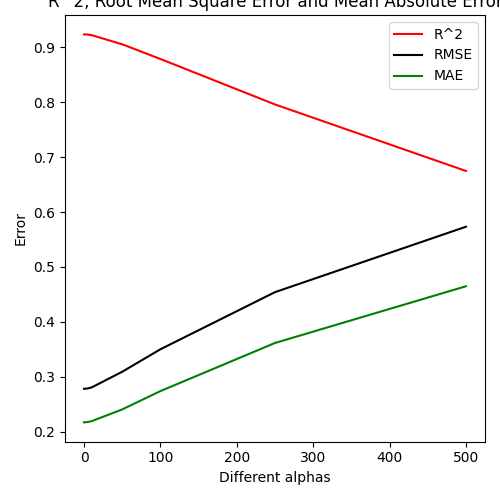 R^2, Root Mean Square Error and Mean Absolute Error
R^2
RMSE
MAE
0.9
0.8
0.7
0.6
0.5
0.4
0.3
0.2
Error
0 100 200 300 400 500
Different alphas